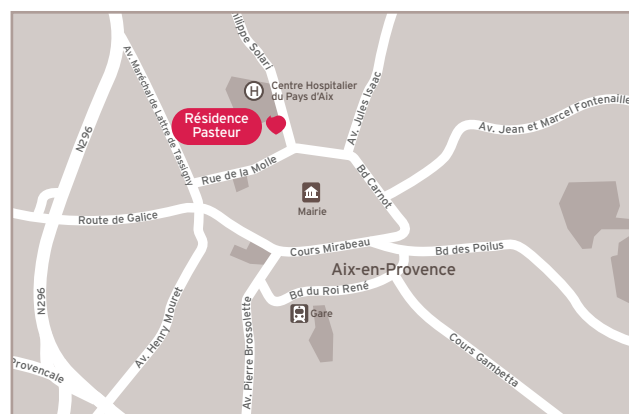 hilippe Solari
H
Centre Hospitalier
du Pays d'Aix
Résidence
Pasteur
Av. Jules Isaac
Av. Jean et Marcel Fontenaille
Av. Maréchal de Lattre de Tassigny
N296
Rue de la Molle
Bd Carnot
Mairie
Route de Galice
Cours Mirabeau
Bd des Poilus
Aix-en-Provence
Bd du Roi René
Gare
N296
Av. Henry Mouret
Av. Pierre Brossolette
Cours Gambetta
Provencale